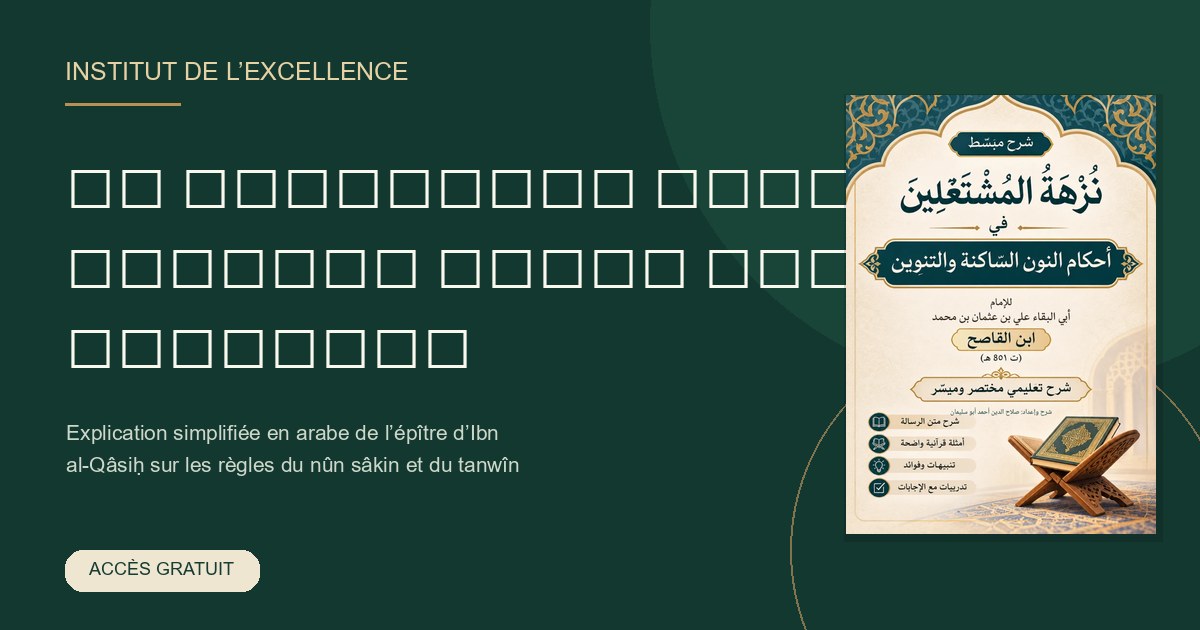 INSTITUT DE L’EXCELLENCE
Explication simplifiée en arabe de l’épître d’Ibn
al-Qâsiḥ sur les règles du nûn sâkin et du tanwîn
ACCÈS GRATUIT
شرح مبسّط
نُزْهَةُ المُشْتَغِلِينَ
في
أحكام النون السّاكنة والتنوين
للإمام
أبي البقاء علي بن عثمان بن محمد
ابن القاصح
(ت ٨٥١ هـ)
شرح تعليمي مختصر وميسّر
شرح وإعداد: صلاح الدين أحمد أبو سليمان
شرح متن الرسالة
أمثلة قرآنية واضحة
تنبيهات وفوائد
تدريبات مع الإجابات